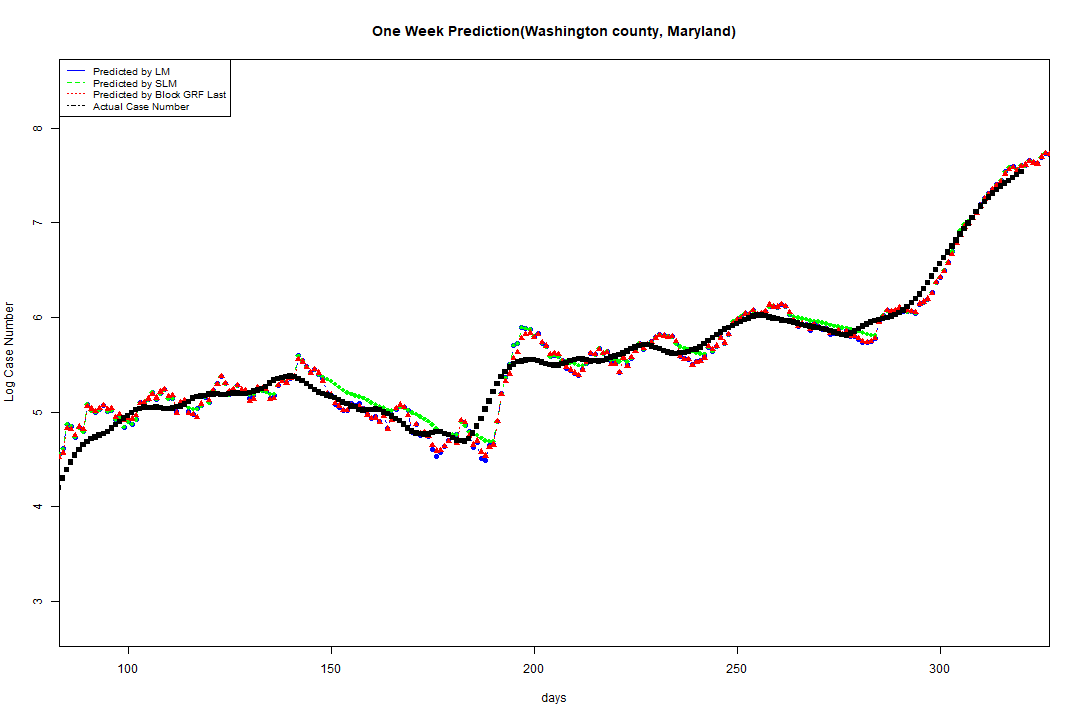 One Week Prediction(Washington county, Maryland)
Predicted by LM
Predicted by SLM
Predicted by Block GRF Last
Actual Case Number
8
7
6
5
4
3
Log Case Number
100 150 200 250 300
days